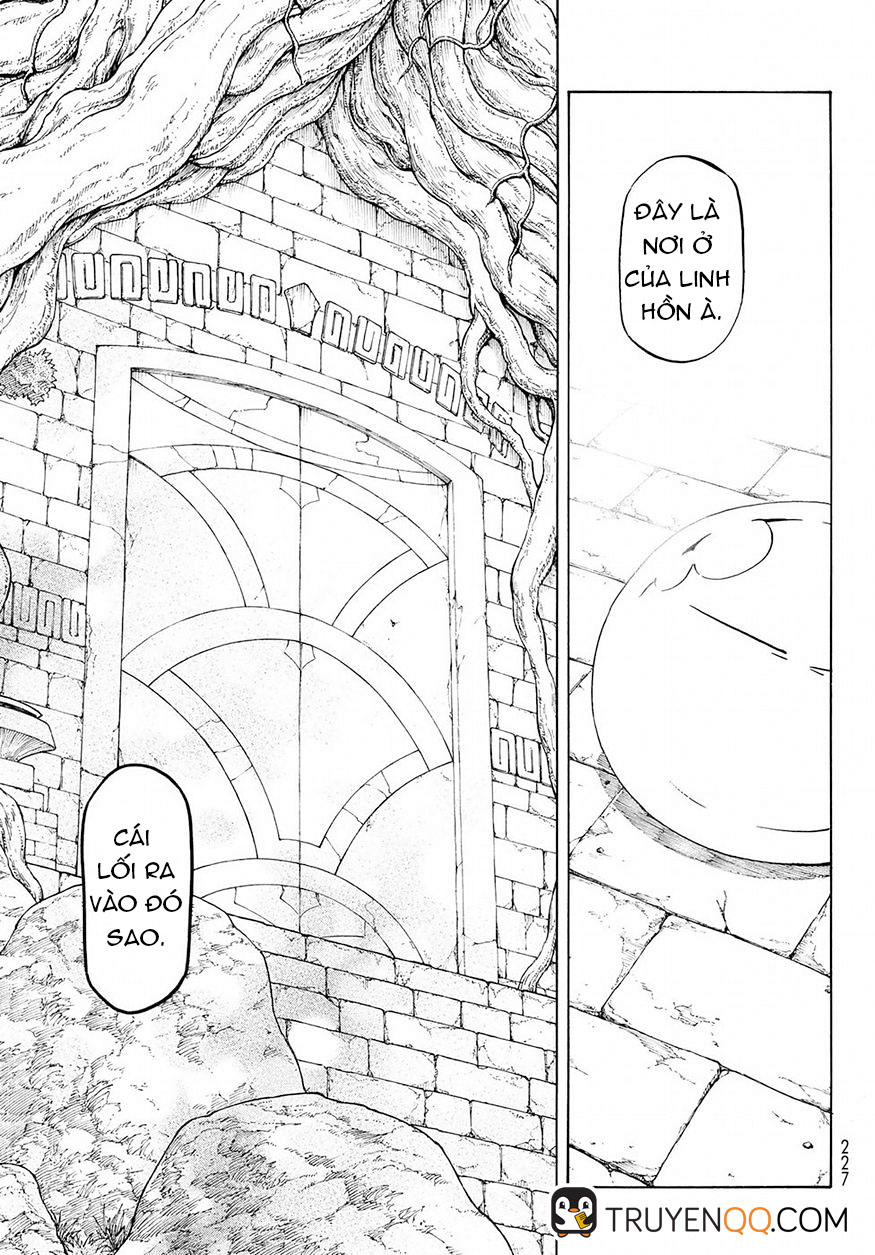 ĐÂY LÀ
NƠI Ở
CỦA LINH
HỒN À.
CÁI
LỐI RA
VÀO ĐÓ
SAO.
227
TRUYENQQ.COM